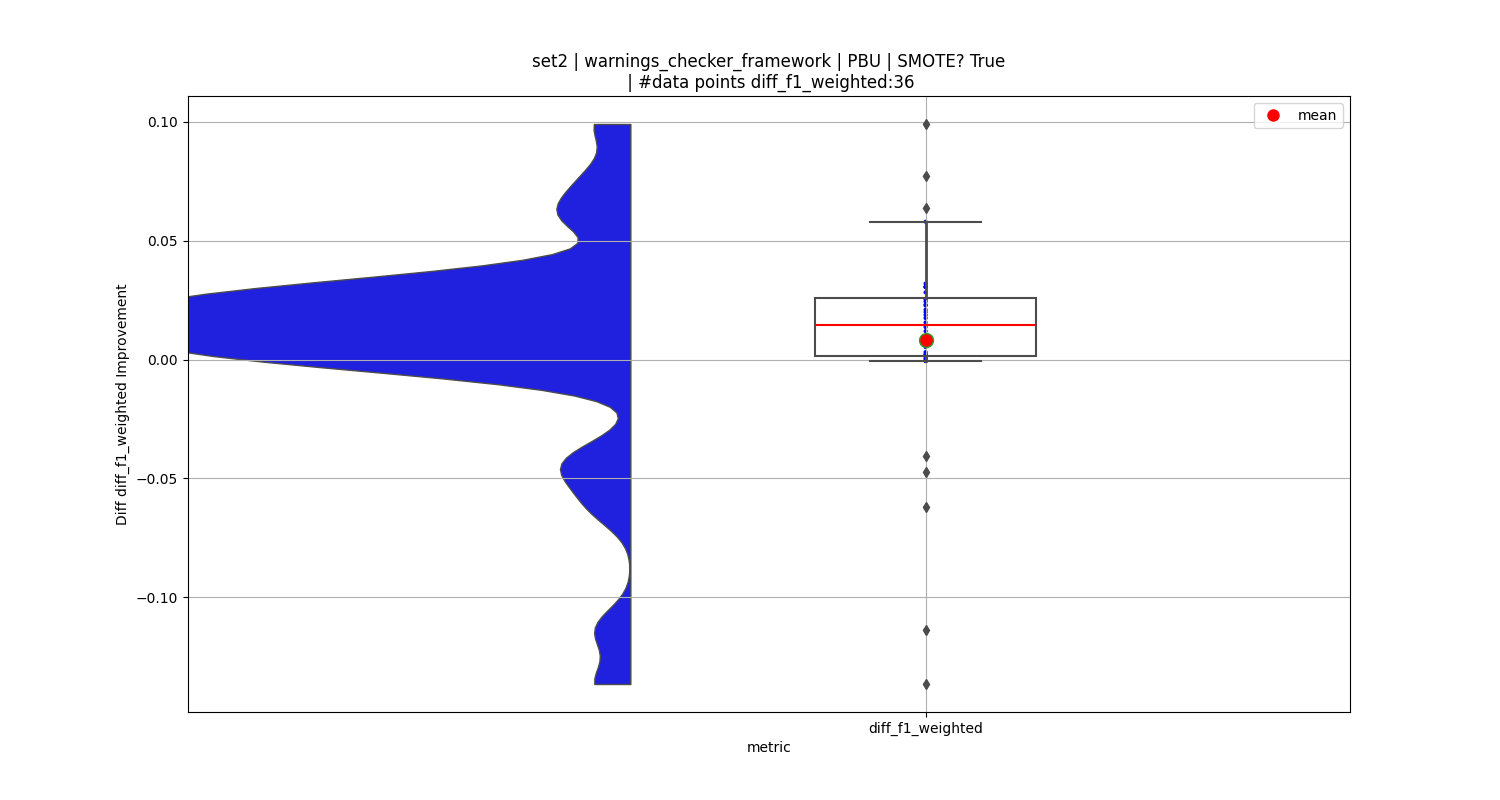 set2 | warnings_checker_framework | PBU | SMOTE? True
| #data points diff_f1_weighted:36
mean
0.10
0.05
0.00
−0.05
−0.10
Diff diff_f1_weighted Improvement
diff_f1_weighted
metric